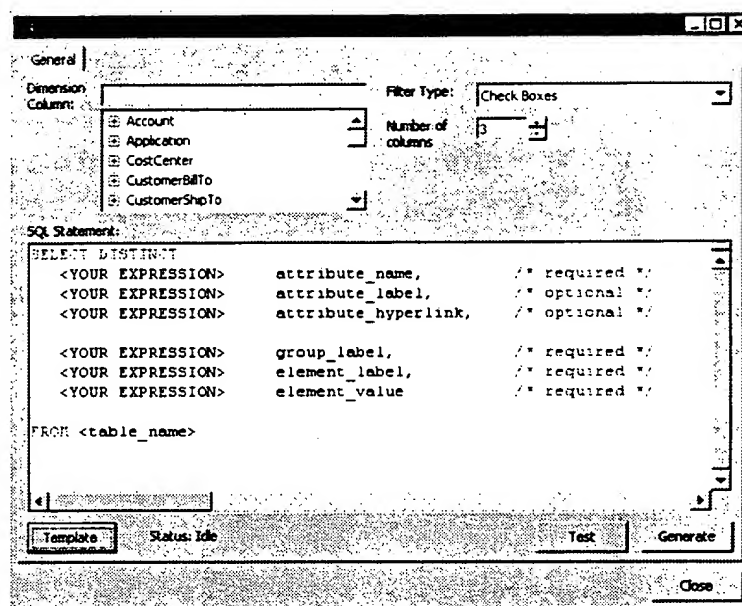 General
Dimension Column:
Filter Type: Check Boxes
Account
Application
CostCenter
CustomerBillTo
CustomerShipTo
Number of columns 3
SQL Statement:
SELECT DISTINCT
<YOUR EXPRESSION> attribute_name, /* required */
<YOUR EXPRESSION> attribute_label, /* optional */
<YOUR EXPRESSION> attribute_hyperlink, /* optional */
<YOUR EXPRESSION> group_label, /* required */
<YOUR EXPRESSION> element_label, /* required */
<YOUR EXPRESSION> element_value /* required */
FROM <table_name>
Template Status: Idle Test Generate
Close